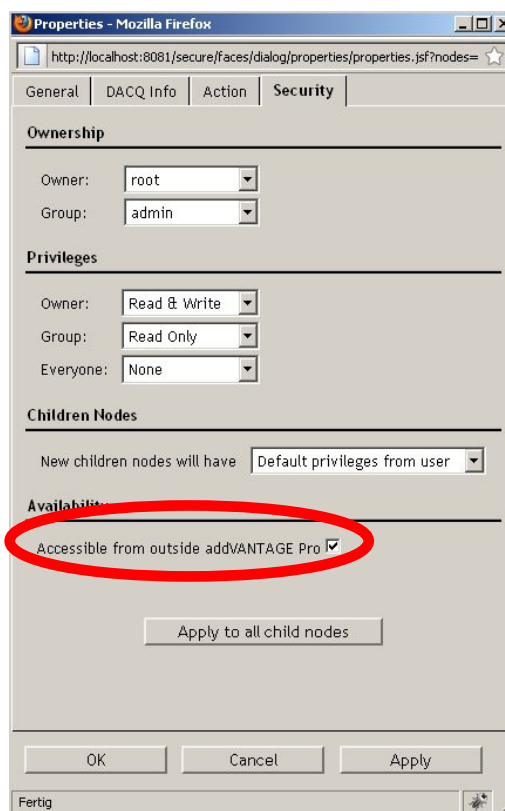 Properties - Mozilla Firefox
http://localhost:8081/secure/faces/dialog/properties/properties.jsf?nodes=
General DACQ Info Action Security
Ownership
Owner: root
Group: admin
Privileges
Owner: Read & Write
Group: Read Only
Everyone: None
Children Nodes
New children nodes will have Default privileges from user
Availability
Accessible from outside addVANTAGE Pro
Apply to all child nodes
OK Cancel Apply
Fertig